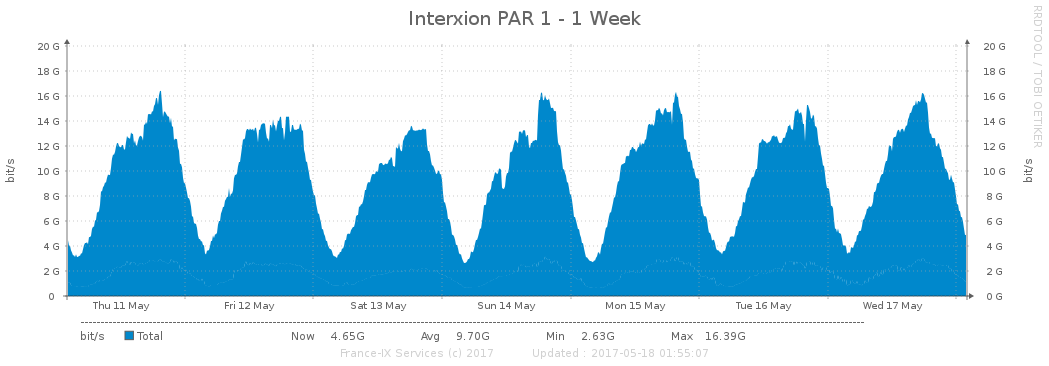 Interxion PAR 1 - 1 Week
RRDTOOL / TOBI OETIKER
20 G 20 G
18 G 18 G
16 G 16 G
14 G 14 G
12 G 12 G
10 G 10 G
8 G 8 G
6 G 6 G
4 G 4 G
2 G 2 G
0 0 G
bit/s
bit/s
Thu 11 May Fri 12 May Sat 13 May Sun 14 May Mon 15 May Tue 16 May Wed 17 May
bit/s Total Now 4.65G Avg 9.70G Min 2.63G Max 16.39G
France-IX Services (c) 2017 Updated : 2017-05-18 01:55:07